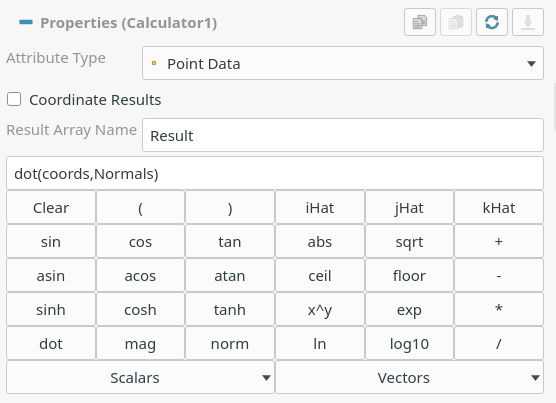 Properties (Calculator1)
Attribute Type Point Data
Coordinate Results
Result Array Name Result
dot(coords,Normals)
Clear ( ) iHat jHat kHat
sin cos tan abs sqrt +
asin acos atan ceil floor -
sinh cosh tanh x^y exp *
dot mag norm ln log10 /
Scalars Vectors